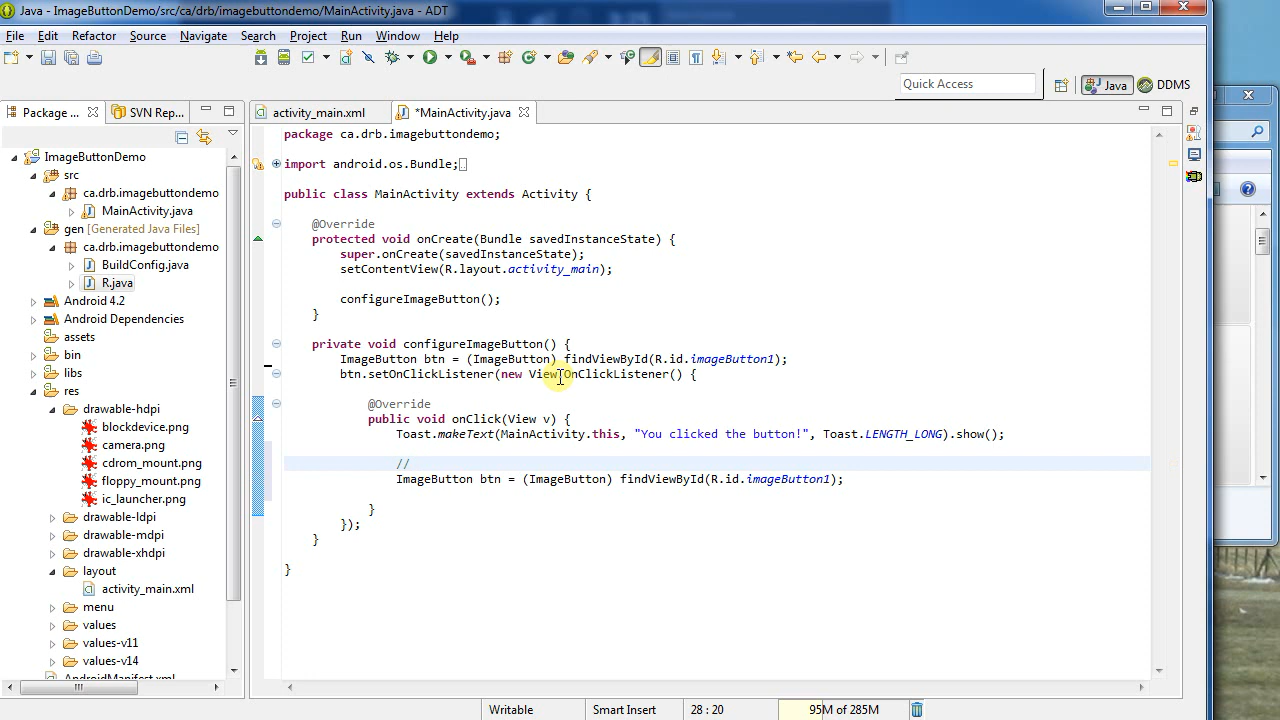 Java - ImageButtonDemo/src/ca/drb/imagebuttondemo/MainActivity.java - ADT
File Edit Refactor Source Navigate Search Project Run Window Help
Quick Access
Java
DDMS
Package ...
SVN Rep...
ImageButtonDemo
src
ca.drb.imagebuttondemo
MainActivity.java
gen [Generated Java Files]
ca.drb.imagebuttondemo
BuildConfig.java
R.java
Android 4.2
Android Dependencies
assets
bin
libs
res
drawable-hdpi
blockdevice.png
camera.png
cdrom_mount.png
floppy_mount.png
ic_launcher.png
drawable-ldpi
drawable-mdpi
drawable-xhdpi
layout
activity_main.xml
menu
values
values-v11
values-v14
AndroidManifest.xml
activity_main.xml
*MainActivity.java
package ca.drb.imagebuttondemo;
import android.os.Bundle;
public class MainActivity extends Activity {
@Override
protected void onCreate(Bundle savedInstanceState) {
super.onCreate(savedInstanceState);
setContentView(R.layout.activity_main);
configureImageButton();
}
private void configureImageButton() {
ImageButton btn = (ImageButton) findViewById(R.id.imageButton1);
btn.setOnClickListener(new View.OnClickListener() {
@Override
public void onClick(View v) {
Toast.makeText(MainActivity.this, "You clicked the button!", Toast.LENGTH_LONG).show();
//
ImageButton btn = (ImageButton) findViewById(R.id.imageButton1);
}
});
}
}
Writable
Smart Insert
28 : 20
95M of 285M